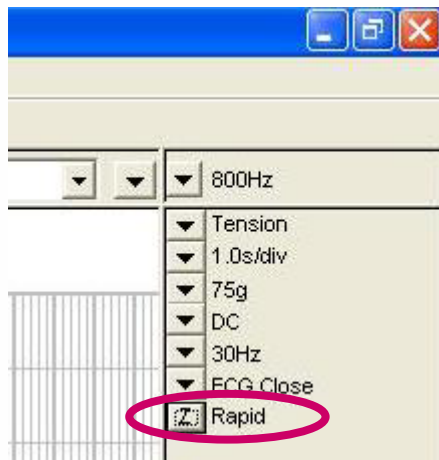 800Hz
Tension
1.0s/div
75g
DC
30Hz
ECG Close
Z Rapid